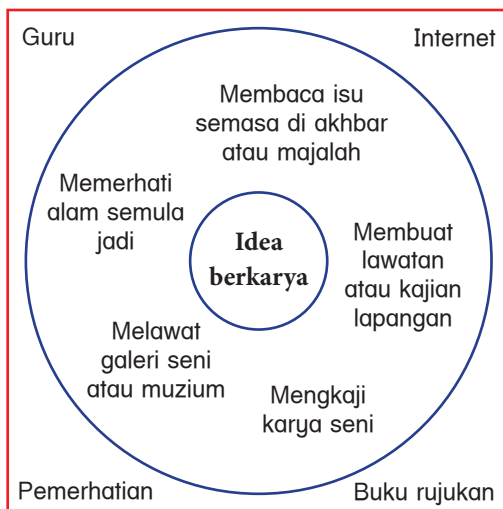 Guru
Internet
Membaca isu
semasa di akhbar
atau majalah
Memerhati
alam semula
jadi
Idea
berkarya
Membuat
lawatan
atau kajian
lapangan
Melawat
galeri seni
atau muzium
Mengkaji
karya seni
Pemerhatian
Buku rujukan